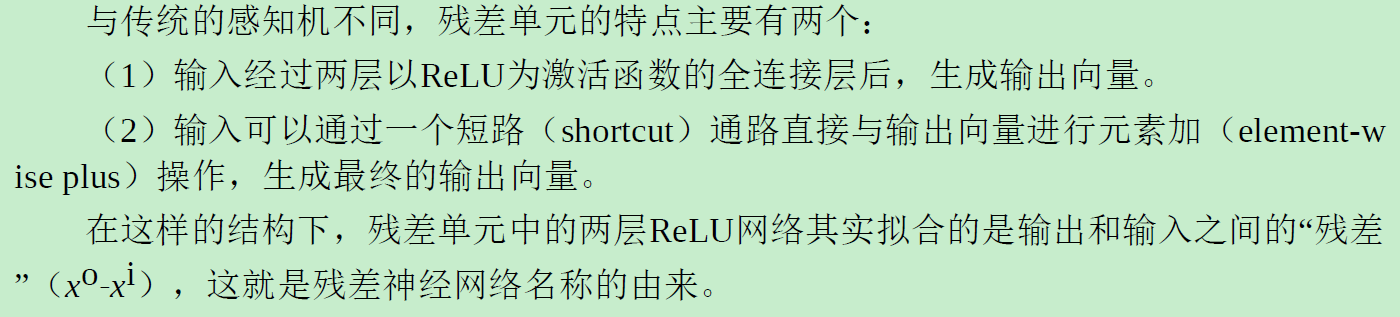 与传统的感知机不同，残差单元的特点主要有两个：
（1）输入经过两层以ReLU为激活函数的全连接层后，生成输出向量。
（2）输入可以通过一个短路（shortcut）通路直接与输出向量进行元素加（element-w
ise plus）操作，生成最终的输出向量。
在这样的结构下，残差单元中的两层ReLU网络其实拟合的是输出和输入之间的“残差
”（xᵒ-xⁱ），这就是残差神经网络名称的由来。